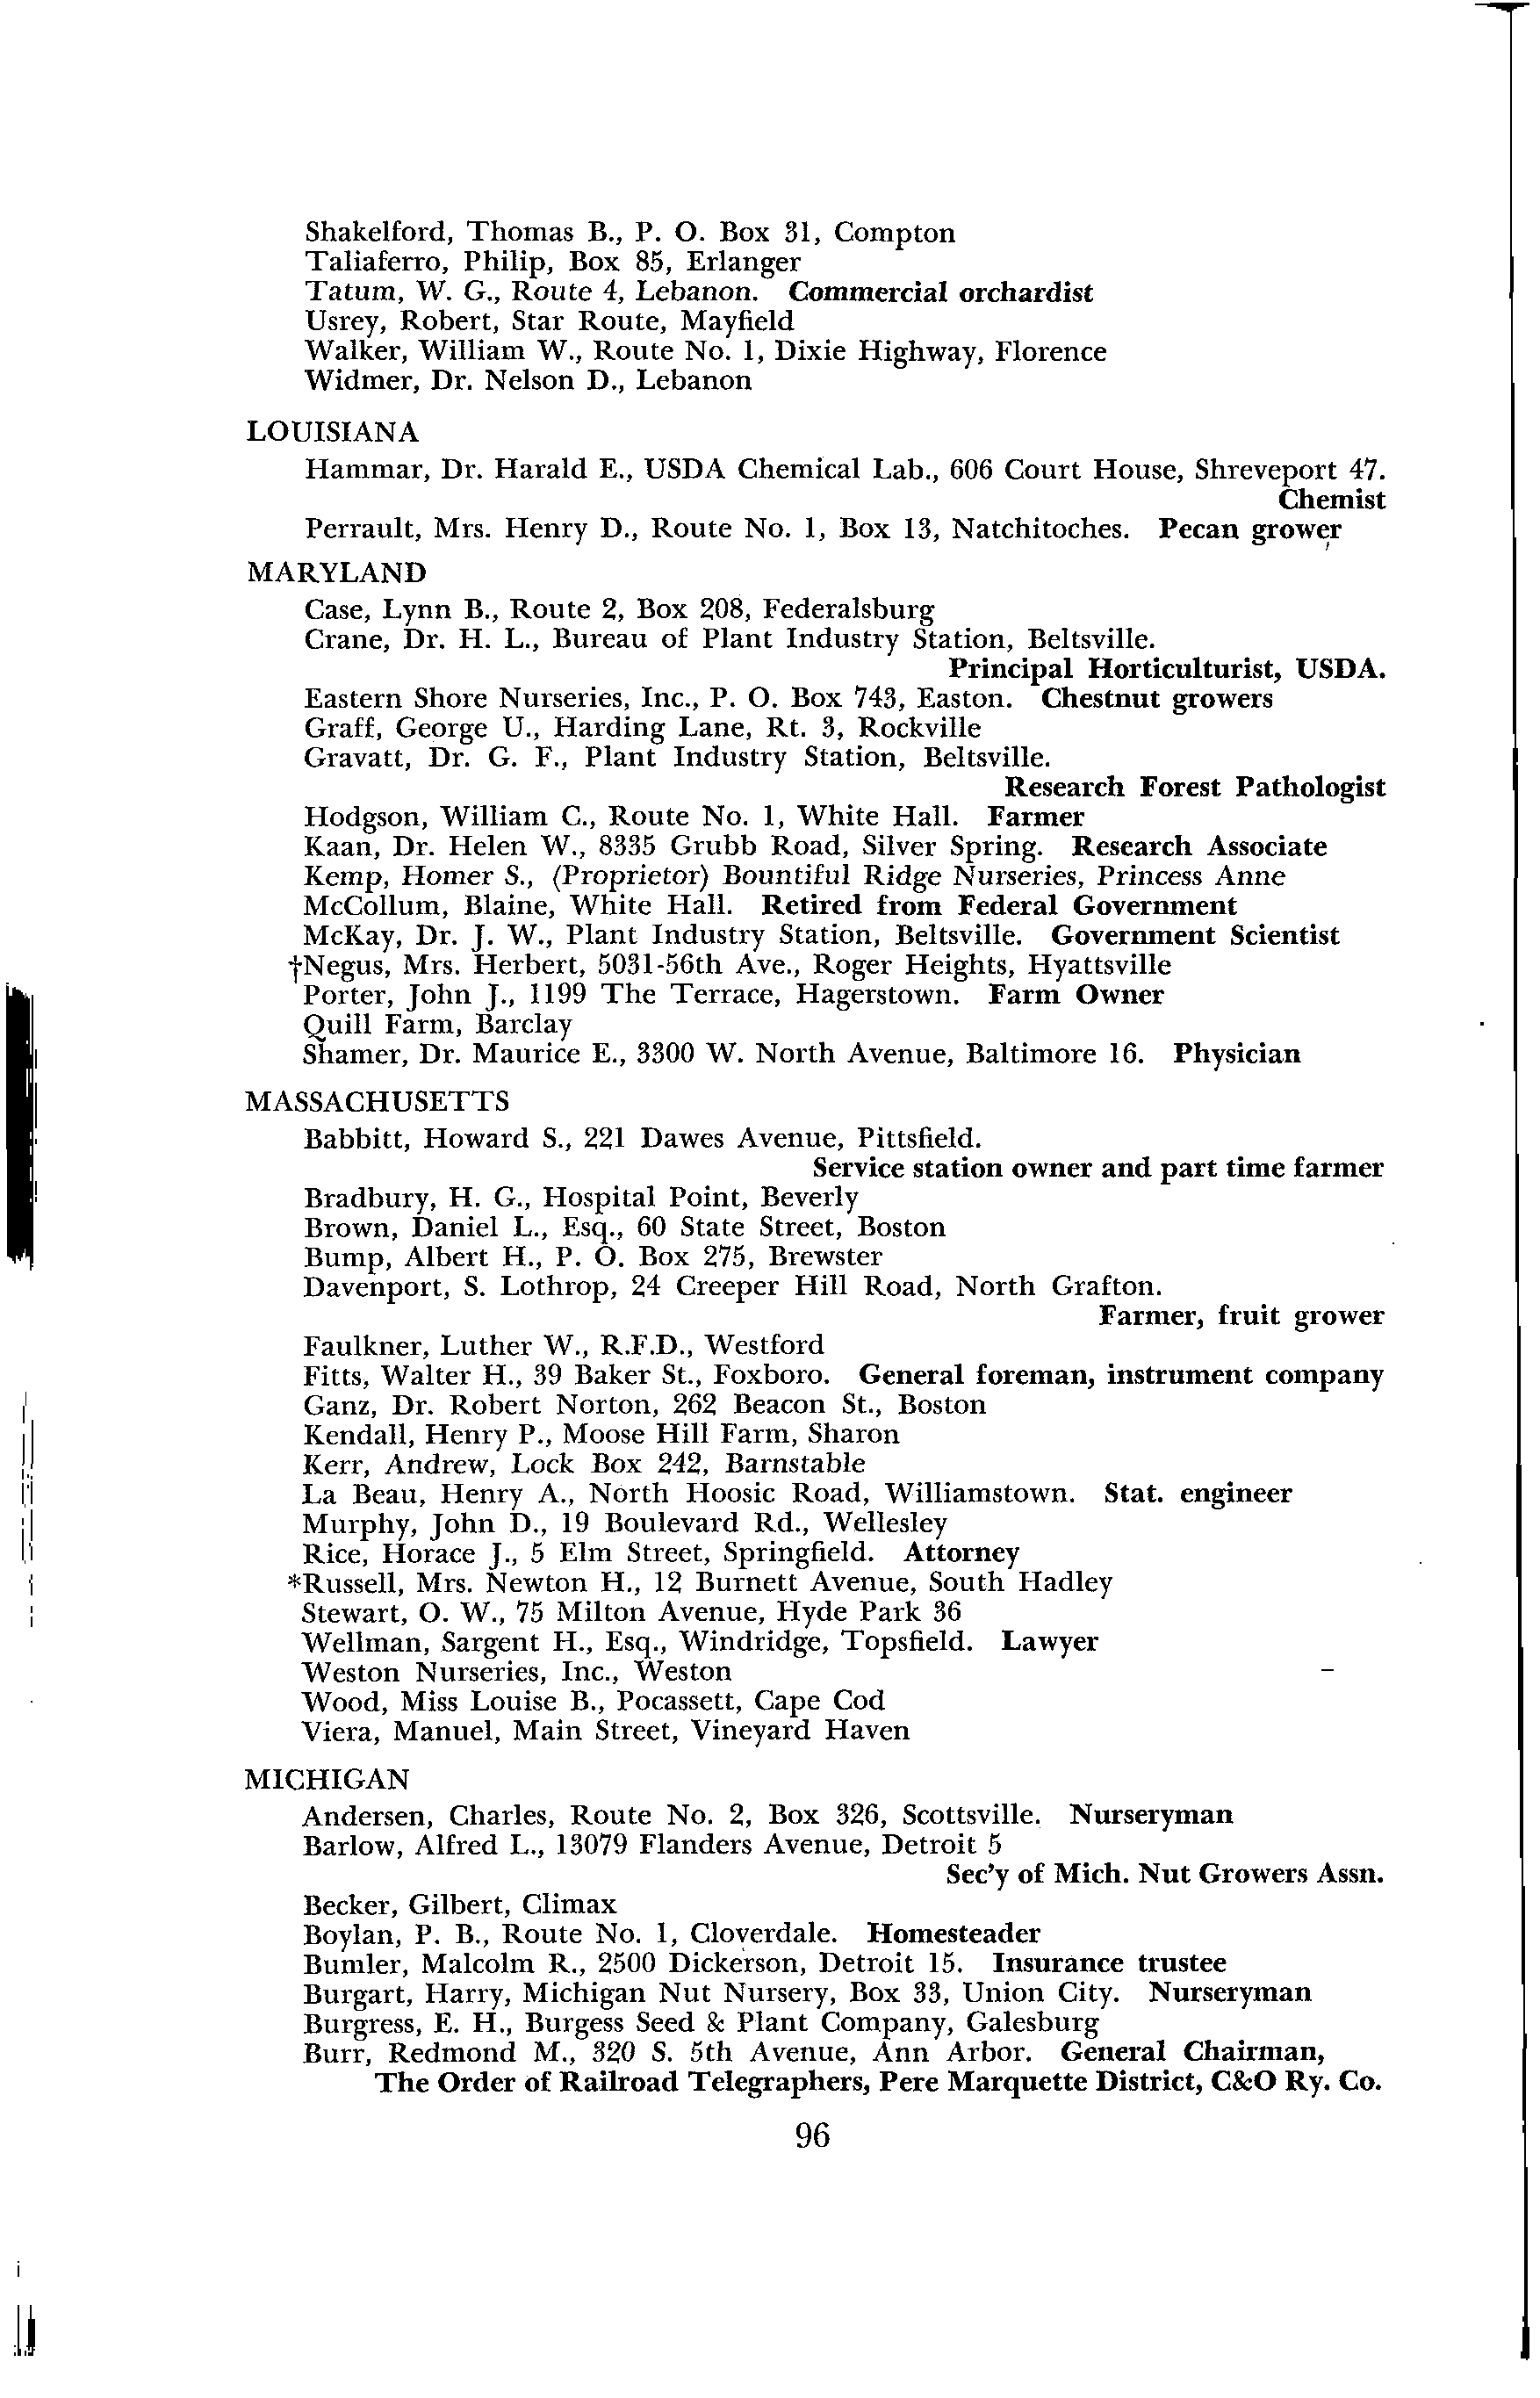 Shakelford, Thomas B., P. O. Box 31, Compton
Taliaferro, Philip, Box 85, Erlanger
Tatum, W. G., Route 4, Lebanon. Commercial orchardist
Usrey, Robert, Star Route, Mayfield
Walker, William W., Route No. 1, Dixie Highway, Florence
Widmer, Dr. Nelson D., Lebanon
LOUISIANA
Hammar, Dr. Harald E., USDA Chemical Lab., 606 Court House, Shreveport 47.
Chemist
Perrault, Mrs. Henry D., Route No. 1, Box 13, Natchitoches. Pecan grower
MARYLAND
Case, Lynn B., Route 2, Box 208, Federalsburg
Crane, Dr. H. L., Bureau of Plant Industry Station, Beltsville.
Principal Horticulturist, USDA.
Eastern Shore Nurseries, Inc., P. O. Box 743, Easton. Chestnut growers
Graff, George U., Harding Lane, Rt. 3, Rockville
Gravatt, Dr. G. F., Plant Industry Station, Beltsville.
Research Forest Pathologist
Hodgson, William C., Route No. 1, White Hall. Farmer
Kaan, Dr. Helen W., 8335 Grubb Road, Silver Spring. Research Associate
Kemp, Homer S., (Proprietor) Bountiful Ridge Nurseries, Princess Anne
McCollum, Blaine, White Hall. Retired from Federal Government
McKay, Dr. J. W., Plant Industry Station, Beltsville. Government Scientist
†Negus, Mrs. Herbert, 5031-56th Ave., Roger Heights, Hyattsville
Porter, John J., 1199 The Terrace, Hagerstown. Farm Owner
Quill Farm, Barclay
Shamer, Dr. Maurice E., 3300 W. North Avenue, Baltimore 16. Physician
MASSACHUSETTS
Babbitt, Howard S., 221 Dawes Avenue, Pittsfield.
Service station owner and part time farmer
Bradbury, H. G., Hospital Point, Beverly
Brown, Daniel L., Esq., 60 State Street, Boston
Bump, Albert H., P. O. Box 275, Brewster
Davenport, S. Lothrop, 24 Creeper Hill Road, North Grafton.
Farmer, fruit grower
Faulkner, Luther W., R.F.D., Westford
Fitts, Walter H., 39 Baker St., Foxboro. General foreman, instrument company
Ganz, Dr. Robert Norton, 262 Beacon St., Boston
Kendall, Henry P., Moose Hill Farm, Sharon
Kerr, Andrew, Lock Box 242, Barnstable
La Beau, Henry A., North Hoosic Road, Williamstown. Stat. engineer
Murphy, John D., 19 Boulevard Rd., Wellesley
Rice, Horace J., 5 Elm Street, Springfield. Attorney
*Russell, Mrs. Newton H., 12 Burnett Avenue, South Hadley
Stewart, O. W., 75 Milton Avenue, Hyde Park 36
Wellman, Sargent H., Esq., Windridge, Topsfield. Lawyer
Weston Nurseries, Inc., Weston
Wood, Miss Louise B., Pocassett, Cape Cod
Viera, Manuel, Main Street, Vineyard Haven
MICHIGAN
Andersen, Charles, Route No. 2, Box 326, Scottsville. Nurseryman
Barlow, Alfred L., 13079 Flanders Avenue, Detroit 5
Sec'y of Mich. Nut Growers Assn.
Becker, Gilbert, Climax
Boylan, P. B., Route No. 1, Cloverdale. Homesteader
Bumler, Malcolm R., 2500 Dickerson, Detroit 15. Insurance trustee
Burgart, Harry, Michigan Nut Nursery, Box 33, Union City. Nurseryman
Burgress, E. H., Burgess Seed & Plant Company, Galesburg
Burr, Redmond M., 320 S. 5th Avenue, Ann Arbor. General Chairman,
The Order of Railroad Telegraphers, Pere Marquette District, C&O Ry. Co.
96